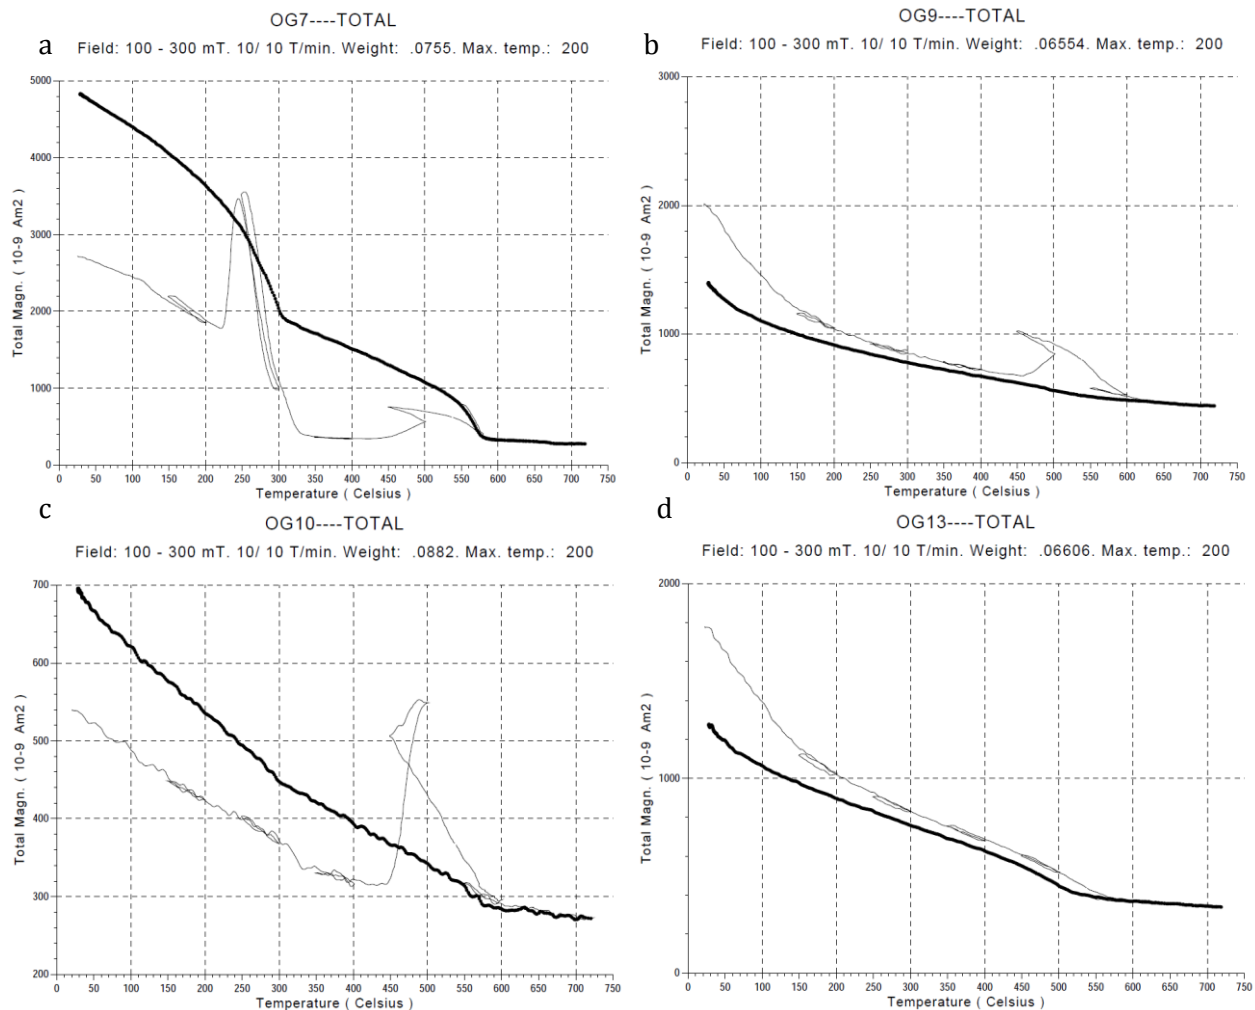 a
OG7----TOTAL
Field: 100 - 300 mT. 10/ 10 T/min. Weight: .0755. Max. temp.: 200
5000
4000
3000
2000
1000
0
Total Magn. ( 10-9 Am2 )
0 50 100 150 200 250 300 350 400 450 500 550 600 650 700 750
Temperature ( Celsius )
b
OG9----TOTAL
Field: 100 - 300 mT. 10/ 10 T/min. Weight: .06554. Max. temp.: 200
3000
2000
1000
0
Total Magn. ( 10-9 Am2 )
0 50 100 150 200 250 300 350 400 450 500 550 600 650 700 750
Temperature ( Celsius )
c
OG10----TOTAL
Field: 100 - 300 mT. 10/ 10 T/min. Weight: .0882. Max. temp.: 200
700
600
500
400
300
200
Total Magn. ( 10-9 Am2 )
0 50 100 150 200 250 300 350 400 450 500 550 600 650 700 750
Temperature ( Celsius )
d
OG13----TOTAL
Field: 100 - 300 mT. 10/ 10 T/min. Weight: .06606. Max. temp.: 200
2000
1000
0
Total Magn. ( 10-9 Am2 )
0 50 100 150 200 250 300 350 400 450 500 550 600 650 700 750
Temperature ( Celsius )